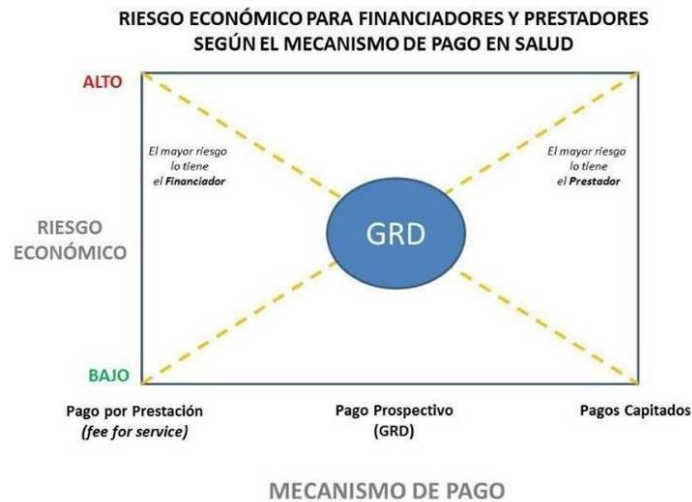 RIESGO ECONÓMICO PARA FINANCIADORES Y PRESTADORES
SEGÚN EL MECANISMO DE PAGO EN SALUD
ALTO
El mayor riesgo
lo tiene
el Financiador
El mayor riesgo
lo tiene
el Prestador
GRD
RIESGO
ECONÓMICO
BAJO
Pago por Prestación
(fee for service)
Pago Prospectivo
(GRD)
Pagos Capitados
MECANISMO DE PAGO